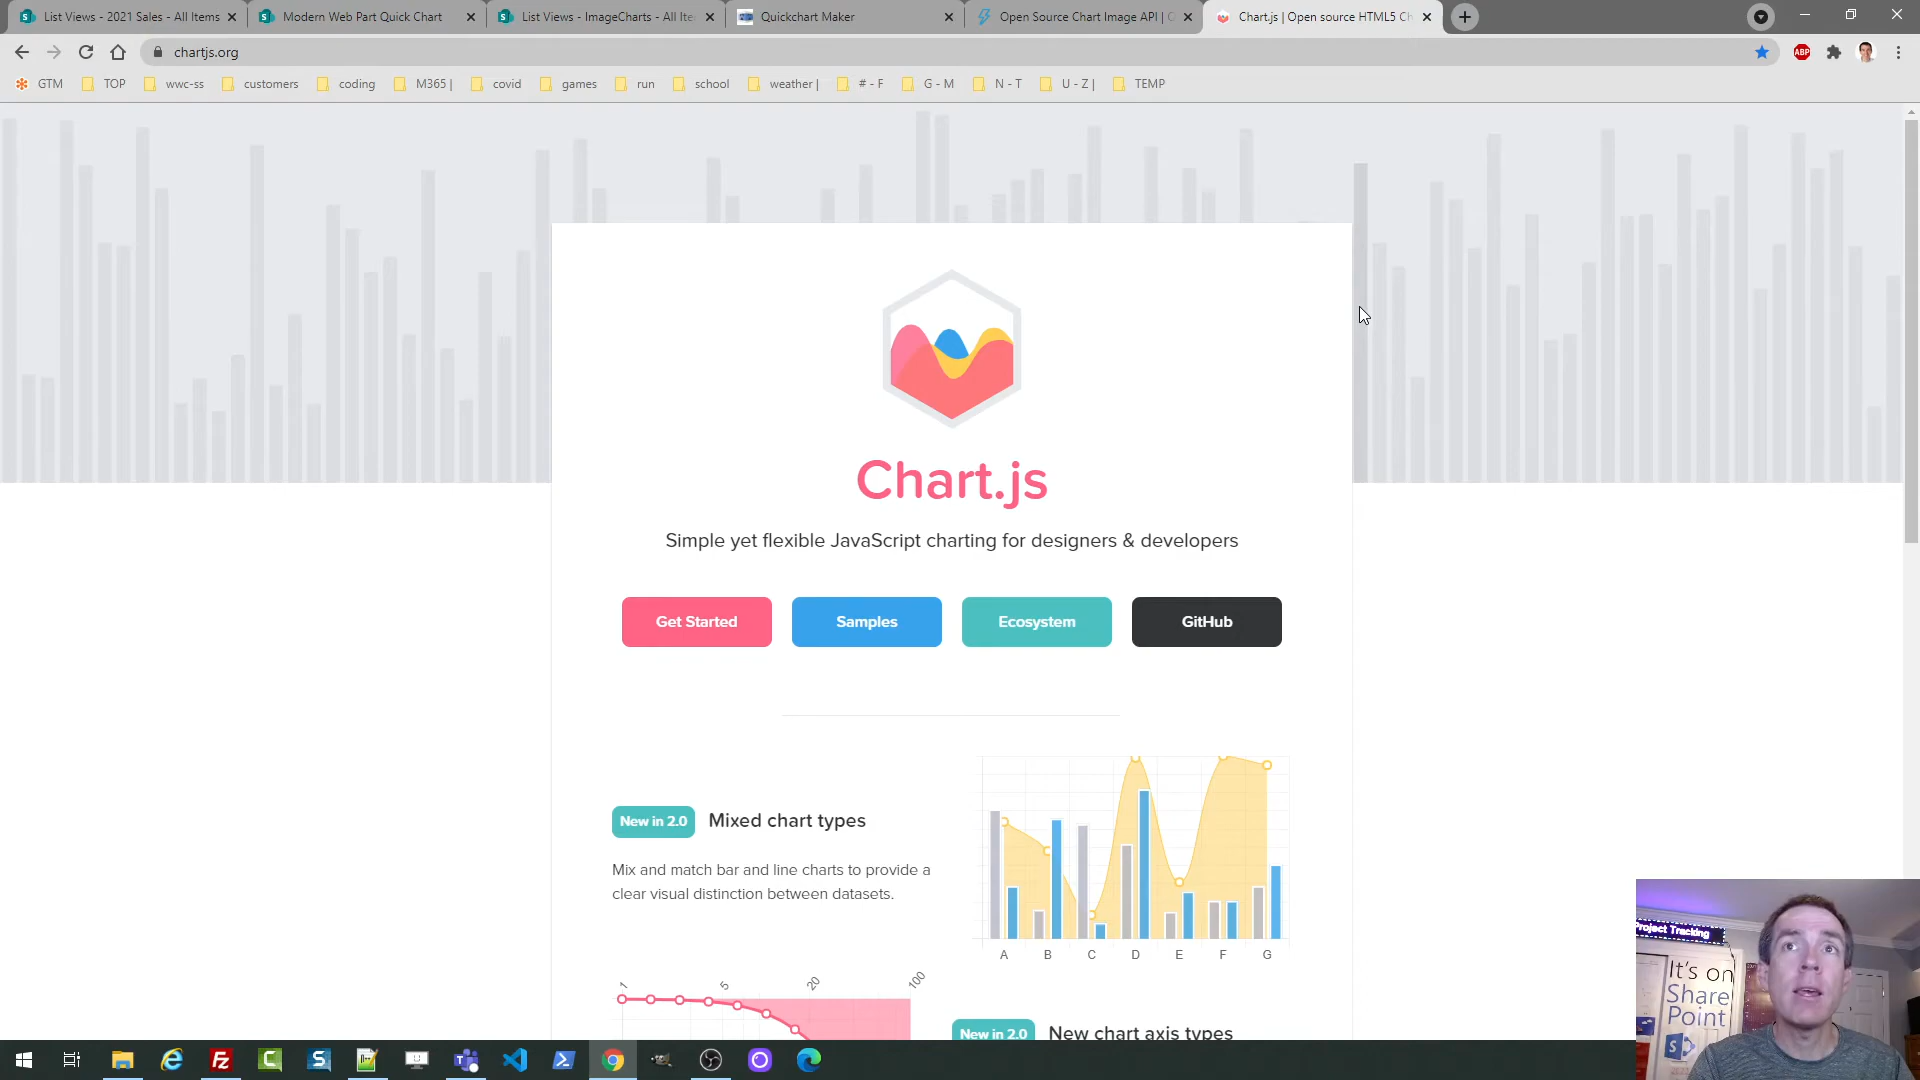 List Views - 2021 Sales - All Items
Modern Web Part Quick Chart
List Views - ImageCharts - All Ite
Quickchart Maker
Open Source Chart Image API | Q
Chart.js | Open source HTML5 Ch
chartjs.org
ABP
GTM
TOP
wwc-ss
customers
coding
M365 |
covid
games
run
school
weather |
# - F
G - M
N - T
U - Z |
TEMP
Chart.js
Simple yet flexible JavaScript charting for designers & developers
Get Started
Samples
Ecosystem
GitHub
New in 2.0
Mixed chart types
Mix and match bar and line charts to provide a
clear visual distinction between datasets.
A B C D E F G
1 5 20 100
New in 2.0
New chart axis types
Project Tracking
It's on
Share
Point